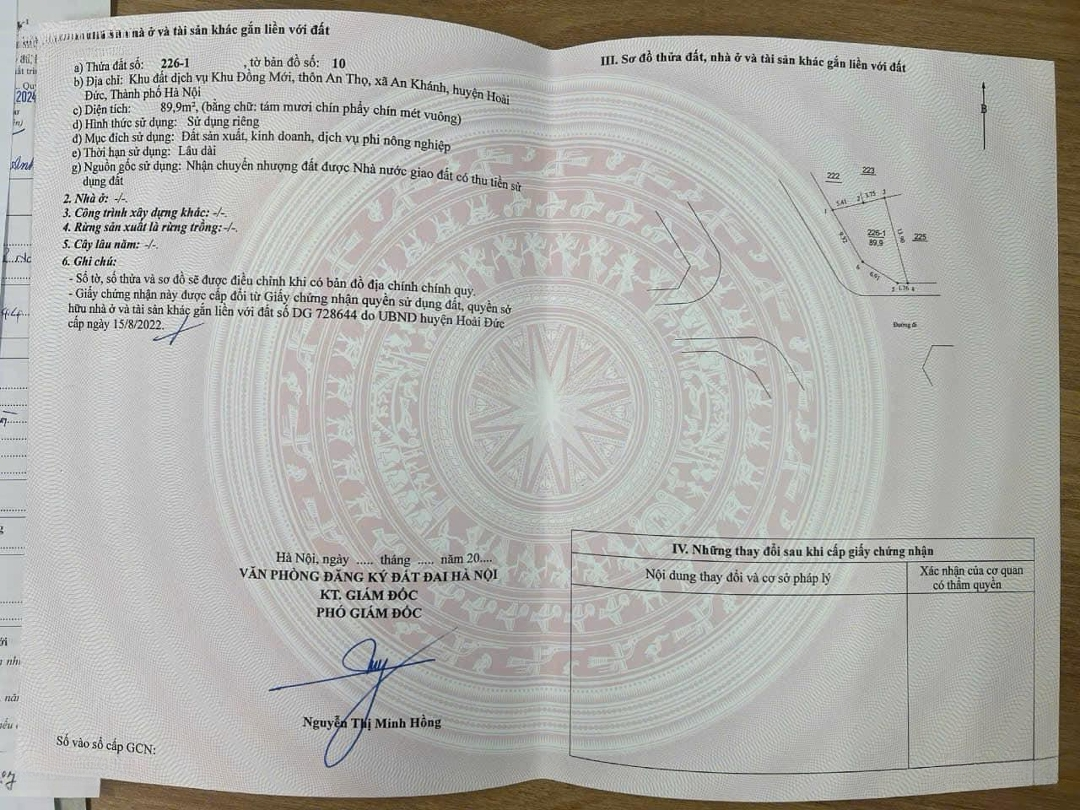 nhà ở và tài sản khác gắn liền với đất
a) Thửa đất số: 226-1 , tờ bản đồ số: 10
b) Địa chỉ: Khu đất dịch vụ Khu Đồng Mới, thôn An Thọ, xã An Khánh, huyện Hoài
Đức, Thành phố Hà Nội
c) Diện tích: 89,9m², (bằng chữ: tám mươi chín phẩy chín mét vuông)
d) Hình thức sử dụng: Sử dụng riêng
đ) Mục đích sử dụng: Đất sản xuất, kinh doanh, dịch vụ phi nông nghiệp
e) Thời hạn sử dụng: Lâu dài
g) Nguồn gốc sử dụng: Nhận chuyển nhượng đất được Nhà nước giao đất có thu tiền sử
dụng đất
2. Nhà ở: -/-.
3. Công trình xây dựng khác: -/-.
4. Rừng sản xuất là rừng trồng: -/-.
5. Cây lâu năm: -/-.
6. Ghi chú:
- Số tờ, số thửa và sơ đồ sẽ được điều chỉnh khi có bản đồ địa chính chính quy.
- Giấy chứng nhận này được cấp đổi từ Giấy chứng nhận quyền sử dụng đất, quyền sở
hữu nhà ở và tài sản khác gắn liền với đất số DG 728644 do UBND huyện Hoài Đức
cấp ngày 15/8/2022.
Hà Nội, ngày ..... tháng ..... năm 20....
VĂN PHÒNG ĐĂNG KÝ ĐẤT ĐAI HÀ NỘI
KT. GIÁM ĐỐC
PHÓ GIÁM ĐỐC
Nguyễn Thị Minh Hồng
Số vào sổ cấp GCN:
III. Sơ đồ thửa đất, nhà ở và tài sản khác gắn liền với đất
B
222 223
1 5.41 2 3.75 3
226-1
89.9
225
6
5 4
Đường đi
IV. Những thay đổi sau khi cấp giấy chứng nhận
Nội dung thay đổi và cơ sở pháp lý
Xác nhận của cơ quan
có thẩm quyền
2024